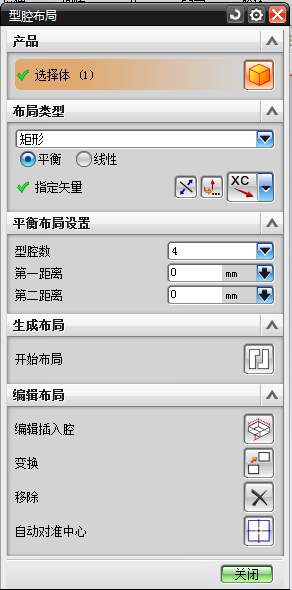 型腔布局
产品
选择体 (1)
布局类型
矩形
平衡 线性
指定矢量 XC
平衡布局设置
型腔数 4
第一距离 0 mm
第二距离 0 mm
生成布局
开始布局
编辑布局
编辑插入腔
变换
移除
自动对准中心
关闭